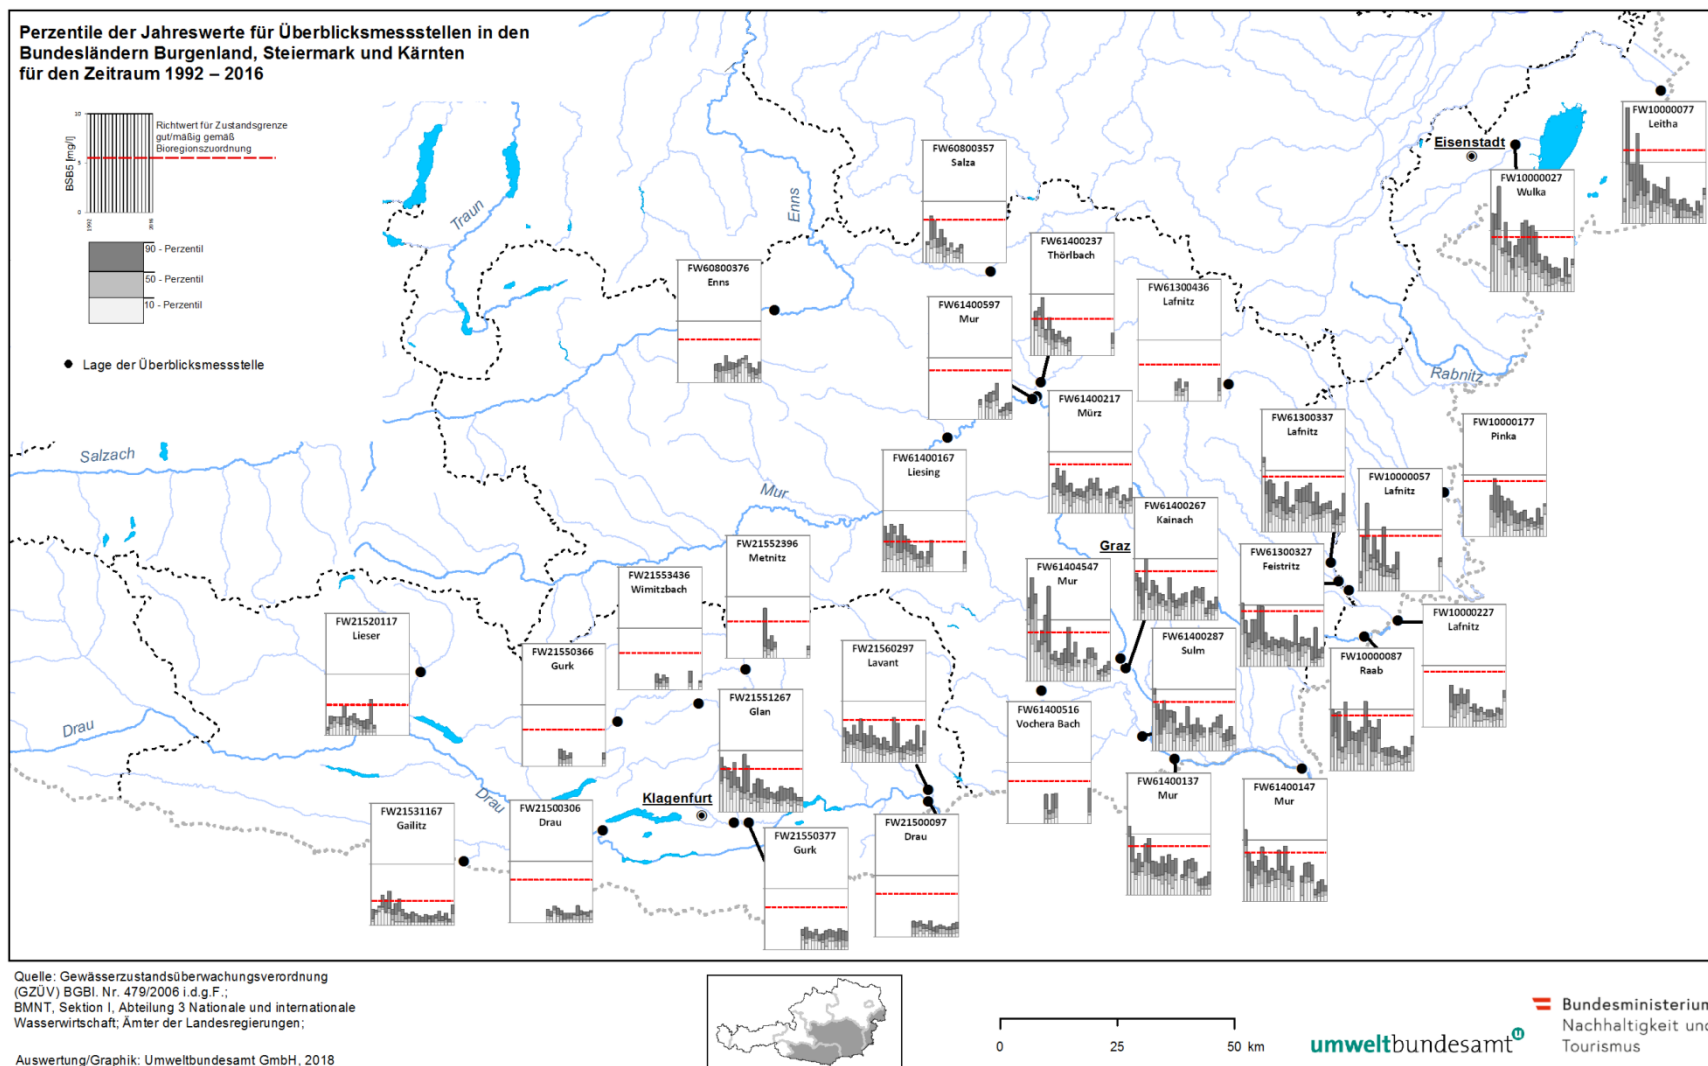 Perzentile der Jahreswerte für Überblicksmessstellen in den
Bundesländern Burgenland, Steiermark und Kärnten
für den Zeitraum 1992 – 2016
10
5
0
BSB5 [mg/l]
1992
2016
Richtwert für Zustandsgrenze
gut/mäßig gemäß
Bioregionszuordnung
90 - Perzentil
50 - Perzentil
10 - Perzentil
Lage der Überblicksmessstelle
Traun
Enns
Salzach
Mur
Drau
Drau
Rabnitz
Eisenstadt
Graz
Klagenfurt
FW10000077
Leitha
FW10000027
Wulka
FW60800357
Salza
FW61400237
Thörlbach
FW60800376
Enns
FW61400597
Mur
FW61300436
Lafnitz
FW61400217
Mürz
FW61300337
Lafnitz
FW10000177
Pinka
FW10000057
Lafnitz
FW61400167
Liesing
FW61400267
Kainach
FW21552396
Metnitz
FW61404547
Mur
FW61300327
Feistritz
FW21553436
Wimitzbach
FW10000227
Lafnitz
FW21520117
Lieser
FW21550366
Gurk
FW21560297
Lavant
FW61400287
Sulm
FW10000087
Raab
FW21551267
Glan
FW61400516
Vochera Bach
FW61400137
Mur
FW61400147
Mur
FW21531167
Gailitz
FW21500306
Drau
FW21550377
Gurk
FW21500097
Drau
Quelle: Gewässerzustandsüberwachungsverordnung
(GZÜV) BGBl. Nr. 479/2006 i.d.g.F.;
BMNT, Sektion I, Abteilung 3 Nationale und internationale
Wasserwirtschaft; Ämter der Landesregierungen;
Auswertung/Graphik: Umweltbundesamt GmbH, 2018
0 25 50 km
umweltbundesamt u
Bundesministerium
Nachhaltigkeit und
Tourismus